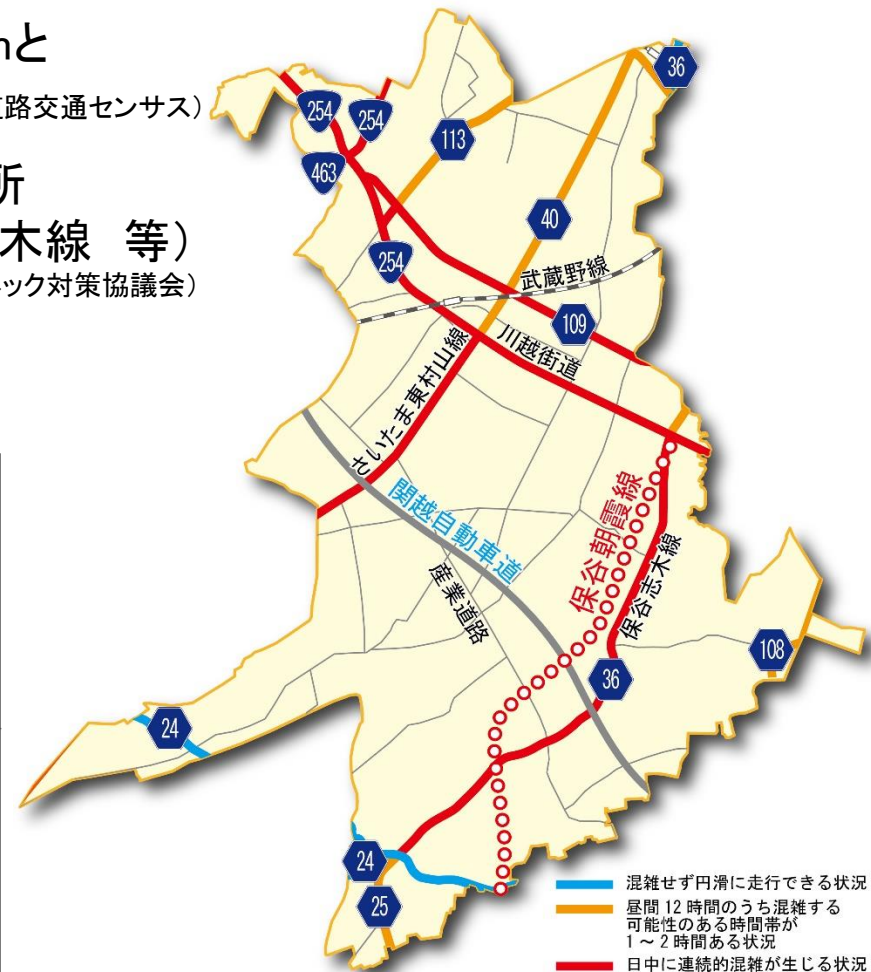 mと
道路交通センサス）
所
木線　等）
ネック対策協議会）
36
254
254
113
463
40
254
武蔵野線
109
川越街道
さいたま東村山線
関越自動車道
保谷朝霞線
保谷志木線
産業道路
108
36
24
24
25
混雑せず円滑に走行できる状況
昼間12時間のうち混雑する
可能性のある時間帯が
1～2時間ある状況
日中に連続的混雑が生じる状況